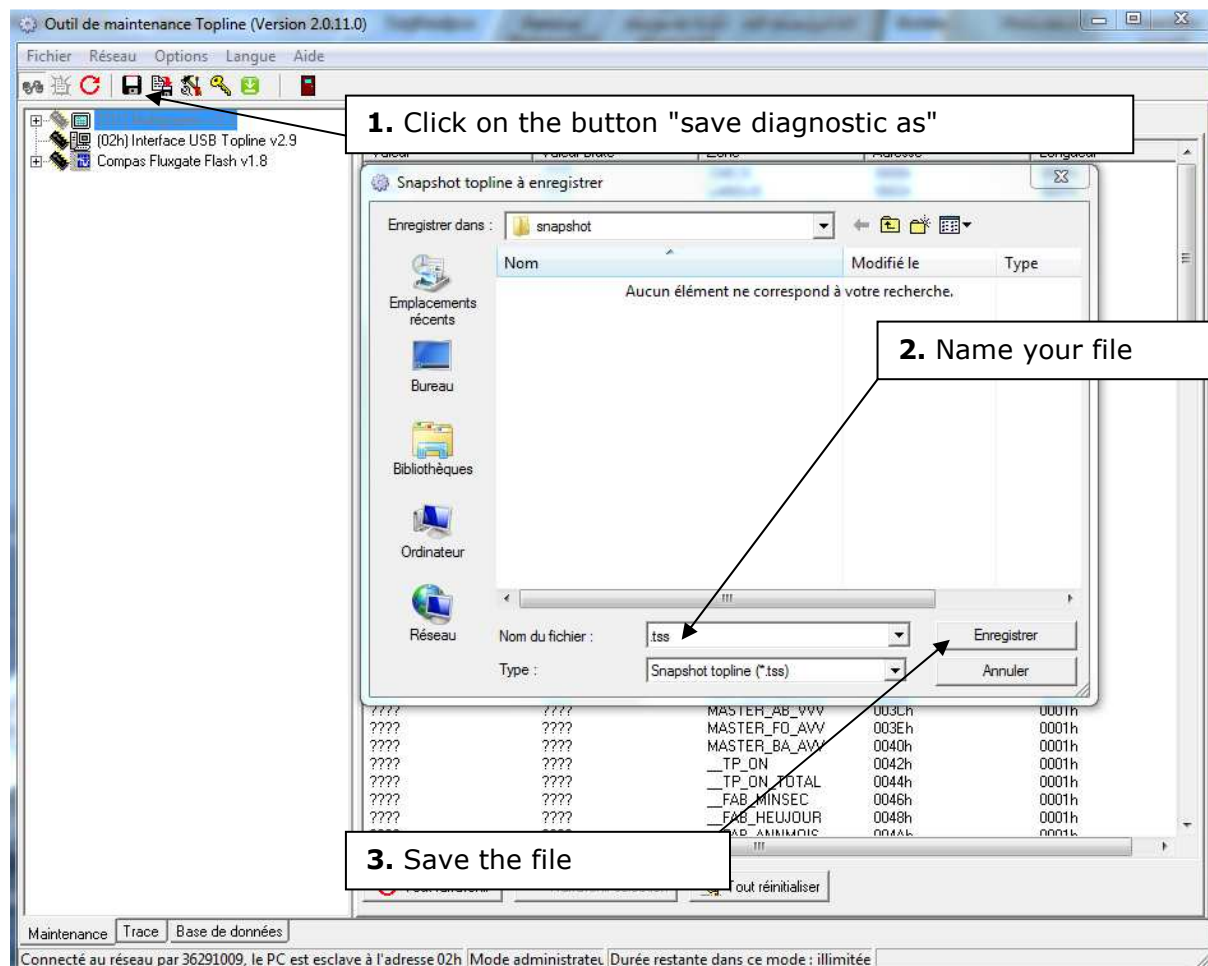 Outil de maintenance Topline (Version 2.0.11.0)
Fichier Réseau Options Langue Aide
1. Click on the button "save diagnostic as"
(02h) Interface USB Topline v2.9
Compas Fluxgate Flash v1.8
Snapshot topline à enregistrer
Enregistrer dans : snapshot
Nom Modifié le Type
Aucun élément ne correspond à votre recherche.
Emplacements récents
2. Name your file
Bureau
Bibliothèques
Ordinateur
Réseau
Nom du fichier : .tss Enregistrer
Type : Snapshot topline (*.tss) Annuler
???? ???? MASTER_AB_VVV 003Ch 0001h
???? ???? MASTER_FO_AVV 003Eh 0001h
???? ???? MASTER_BA_AVV 0040h 0001h
???? ???? __TP_ON 0042h 0001h
???? ???? __TP_ON_TOTAL 0044h 0001h
???? ???? __FAB_MINSEC 0046h 0001h
???? ???? __FAB_HEUJOUR 0048h 0001h
3. Save the file
Tout réinitialiser
Maintenance Trace Base de données
Connecté au réseau par 36291009, le PC est esclave à l'adresse 02h Mode administrateu Durée restante dans ce mode : illimitée